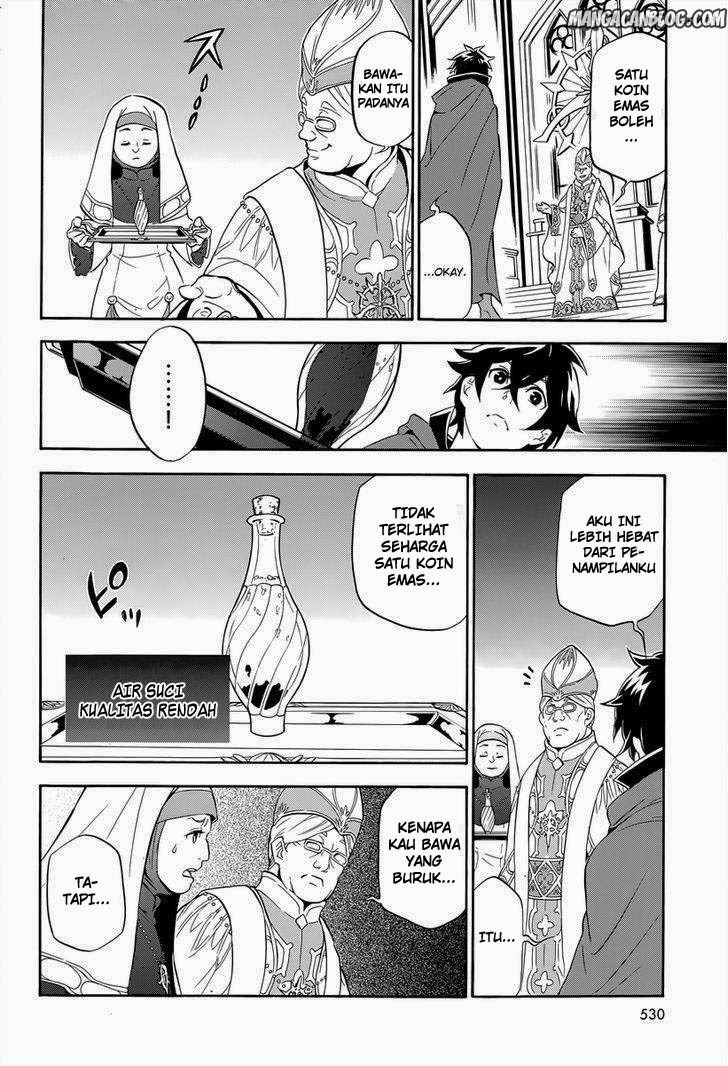 MANGACANBLOG.COM
SATU
KOIN
EMAS
BOLEH
...
...OKAY.
BAWA-
KAN ITU
PADANYA
ス...
......!
AKU INI
LEBIH HEBAT
DARI PE-
NAMPILANKU
ITU...
TIDAK
TERLIHAT
SEHARGA
SATU KOIN
EMAS...
ピッ
AIR SUCI
KUALITAS RENDAH
KENAPA
KAU BAWA
YANG
BURUK...
TA-
TAPI...
530